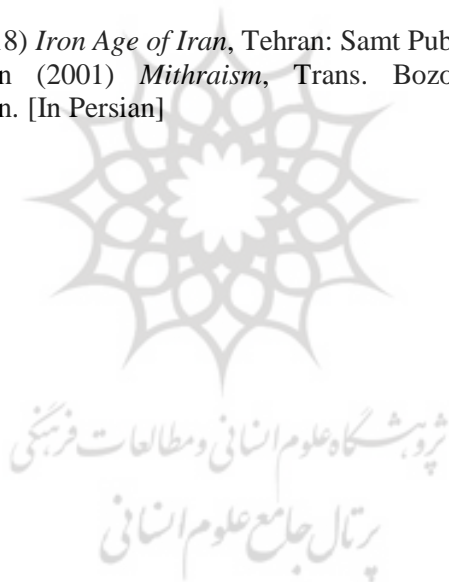 18) Iron Age of Iran, Tehran: Samt Pub
n (2001) Mithraism, Trans. Bozo
n. [In Persian]
پژوهشگاه علوم انسانی و مطالعات فرهنگی
پرتال جامع علوم انسانی